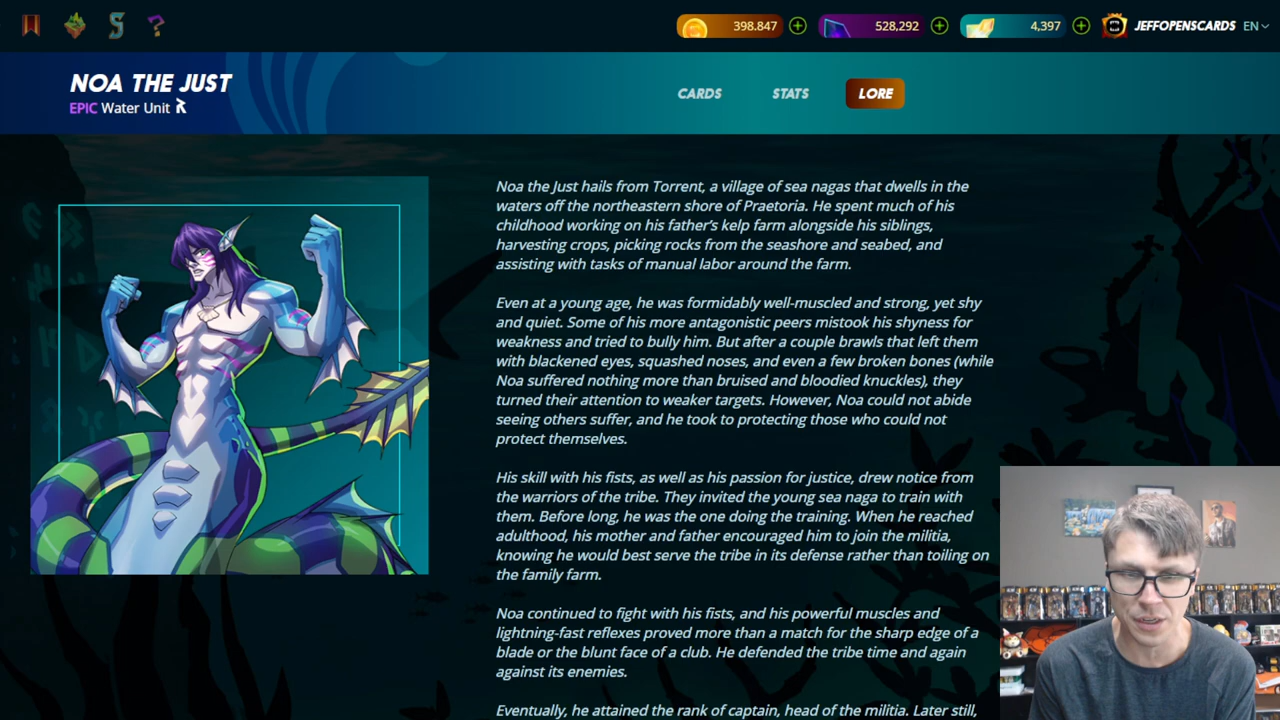 398.847
528,292
4,397
JEFFOPENSCARDS
EN
NOA THE JUST
EPIC Water Unit
CARDS
STATS
LORE
Noa the Just hails from Torrent, a village of sea nagas that dwells in the
waters off the northeastern shore of Praetoria. He spent much of his
childhood working on his father's kelp farm alongside his siblings,
harvesting crops, picking rocks from the seashore and seabed, and
assisting with tasks of manual labor around the farm.
Even at a young age, he was formidably well-muscled and strong, yet shy
and quiet. Some of his more antagonistic peers mistook his shyness for
weakness and tried to bully him. But after a couple brawls that left them
with blackened eyes, squashed noses, and even a few broken bones (while
Noa suffered nothing more than bruised and bloodied knuckles), they
turned their attention to weaker targets. However, Noa could not abide
seeing others suffer, and he took to protecting those who could not
protect themselves.
His skill with his fists, as well as his passion for justice, drew notice from
the warriors of the tribe. They invited the young sea naga to train with
them. Before long, he was the one doing the training. When he reached
adulthood, his mother and father encouraged him to join the militia,
knowing he would best serve the tribe in its defense rather than toiling on
the family farm.
Noa continued to fight with his fists, and his powerful muscles and
lightning-fast reflexes proved more than a match for the sharp edge of a
blade or the blunt face of a club. He defended the tribe time and again
against its enemies.
Eventually, he attained the rank of captain, head of the militia. Later still,